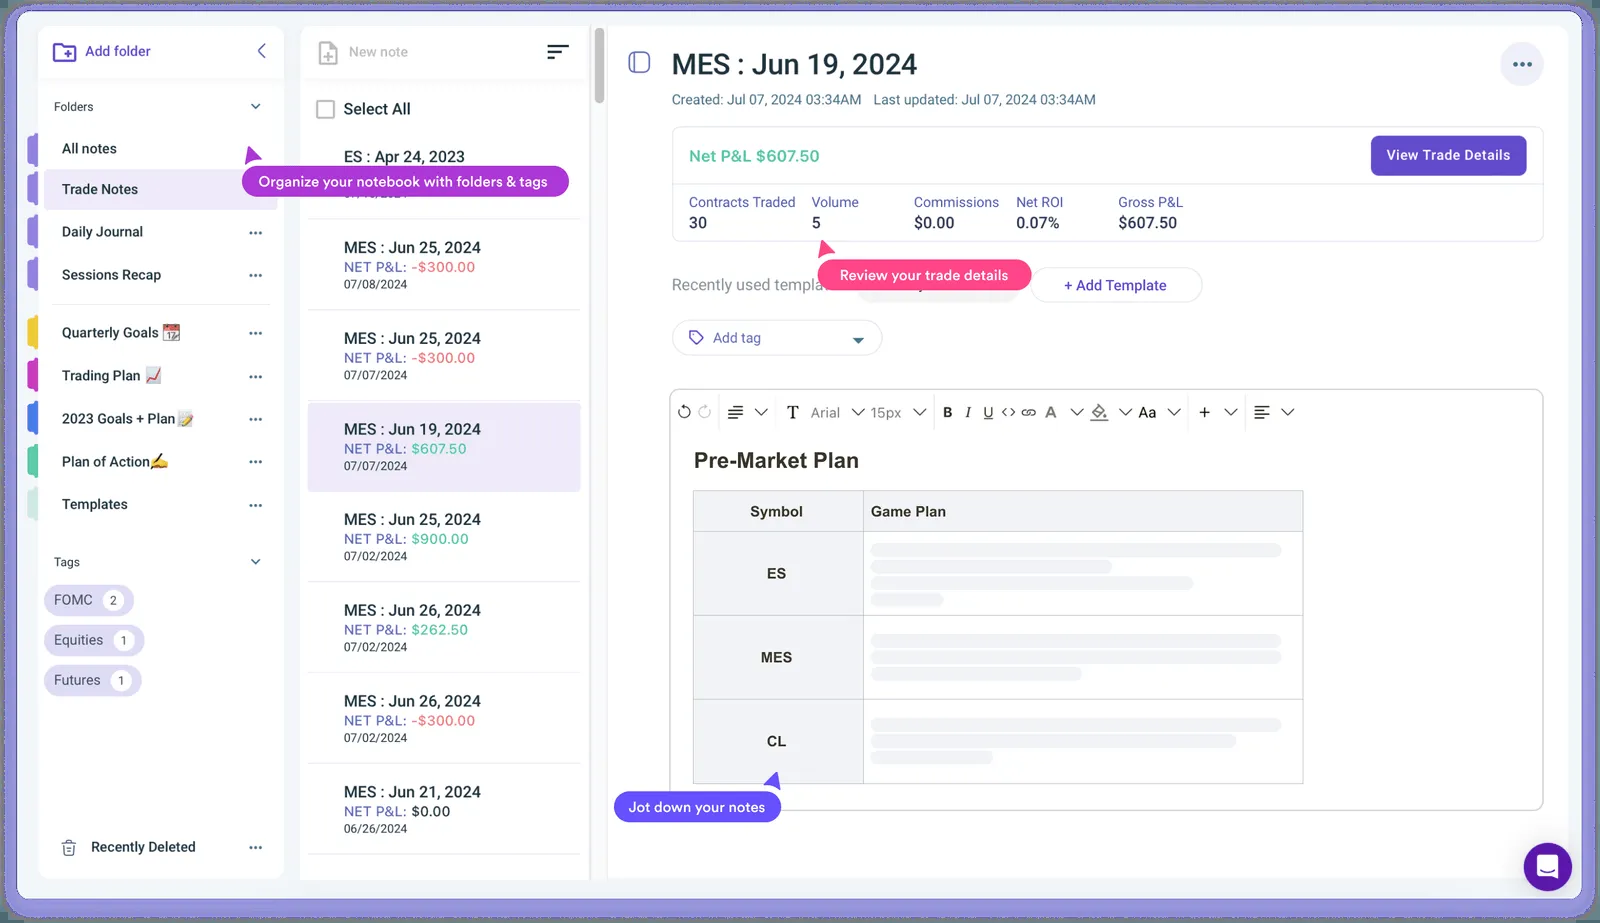 Add folder
Folders
All notes
Trade Notes
Daily Journal
Sessions Recap
Quarterly Goals
Trading Plan
2023 Goals + Plan
Plan of Action
Templates
Tags
FOMC 2
Equities 1
Futures 1
Recently Deleted
Organize your notebook with folders & tags
New note
Select All
ES : Apr 24, 2023
MES : Jun 25, 2024
NET P&L: -$300.00
07/08/2024
MES : Jun 25, 2024
NET P&L: -$300.00
07/07/2024
MES : Jun 19, 2024
NET P&L: $607.50
07/07/2024
MES : Jun 25, 2024
NET P&L: $900.00
07/02/2024
MES : Jun 26, 2024
NET P&L: $262.50
07/02/2024
MES : Jun 26, 2024
NET P&L: -$300.00
07/02/2024
MES : Jun 21, 2024
NET P&L: $0.00
06/26/2024
MES : Jun 19, 2024
Created: Jul 07, 2024 03:34AM Last updated: Jul 07, 2024 03:34AM
Net P&L $607.50
View Trade Details
Contracts Traded Volume Commissions Net ROI Gross P&L
30 5 $0.00 0.07% $607.50
Review your trade details
Recently used
+ Add Template
Add tag
T Arial 15px B I U <> A Aa +
Pre-Market Plan
Symbol Game Plan
ES
MES
CL
Jot down your notes